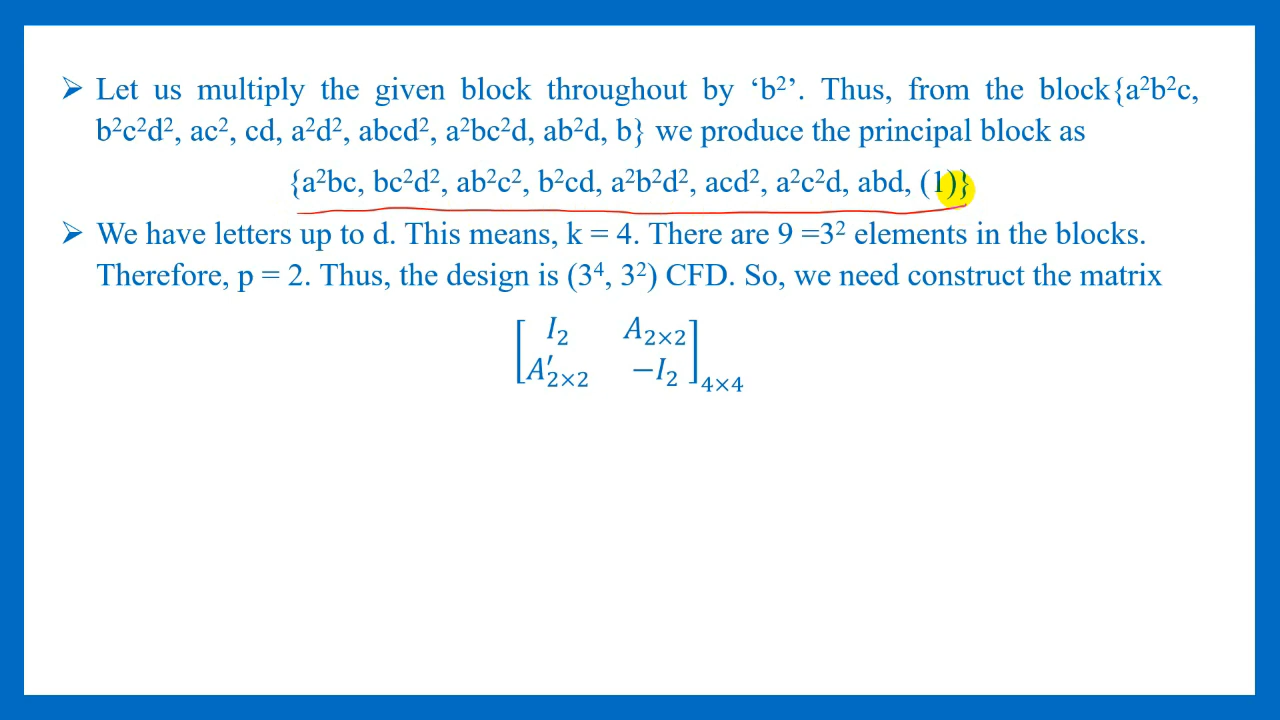 ➢ Let us multiply the given block throughout by ‘b²’. Thus, from the block{a²b²c,
b²c²d², ac², cd, a²d², abcd², a²bc²d, ab²d, b} we produce the principal block as
{a²bc, bc²d², ab²c², b²cd, a²b²d², acd², a²c²d, abd, (1)}
➢ We have letters up to d. This means, k = 4. There are 9 =3² elements in the blocks.
Therefore, p = 2. Thus, the design is (3⁴, 3²) CFD. So, we need construct the matrix
[I₂ A₂ₓ₂
A′₂ₓ₂ −I₂]₄ₓ₄